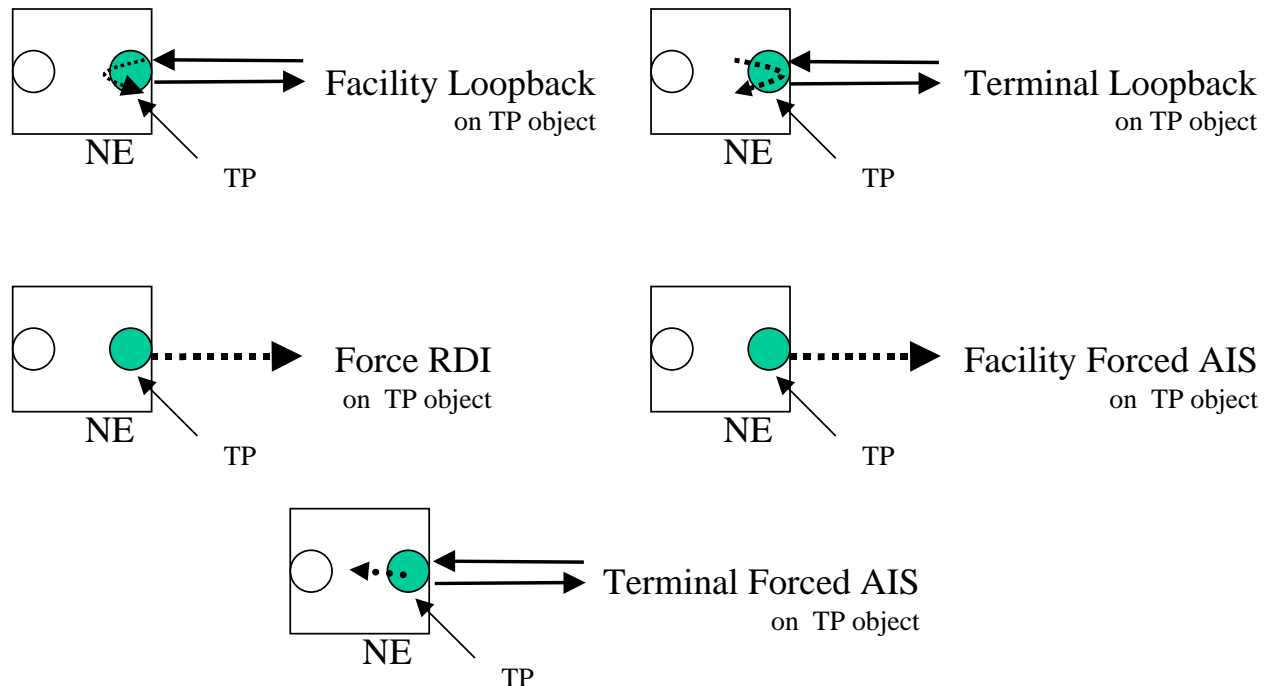 Facility Loopback
on TP object
NE
TP
Terminal Loopback
on TP object
NE
TP
Force RDI
on TP object
NE
TP
Facility Forced AIS
on TP object
NE
TP
Terminal Forced AIS
on TP object
NE
TP